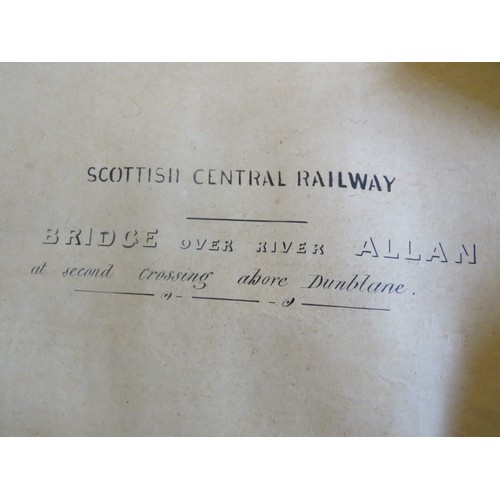 SCOTTISH CENTRAL RAILWAY
BRIDGE OVER RIVER ALLAN
at second Crossing above Dunblane.